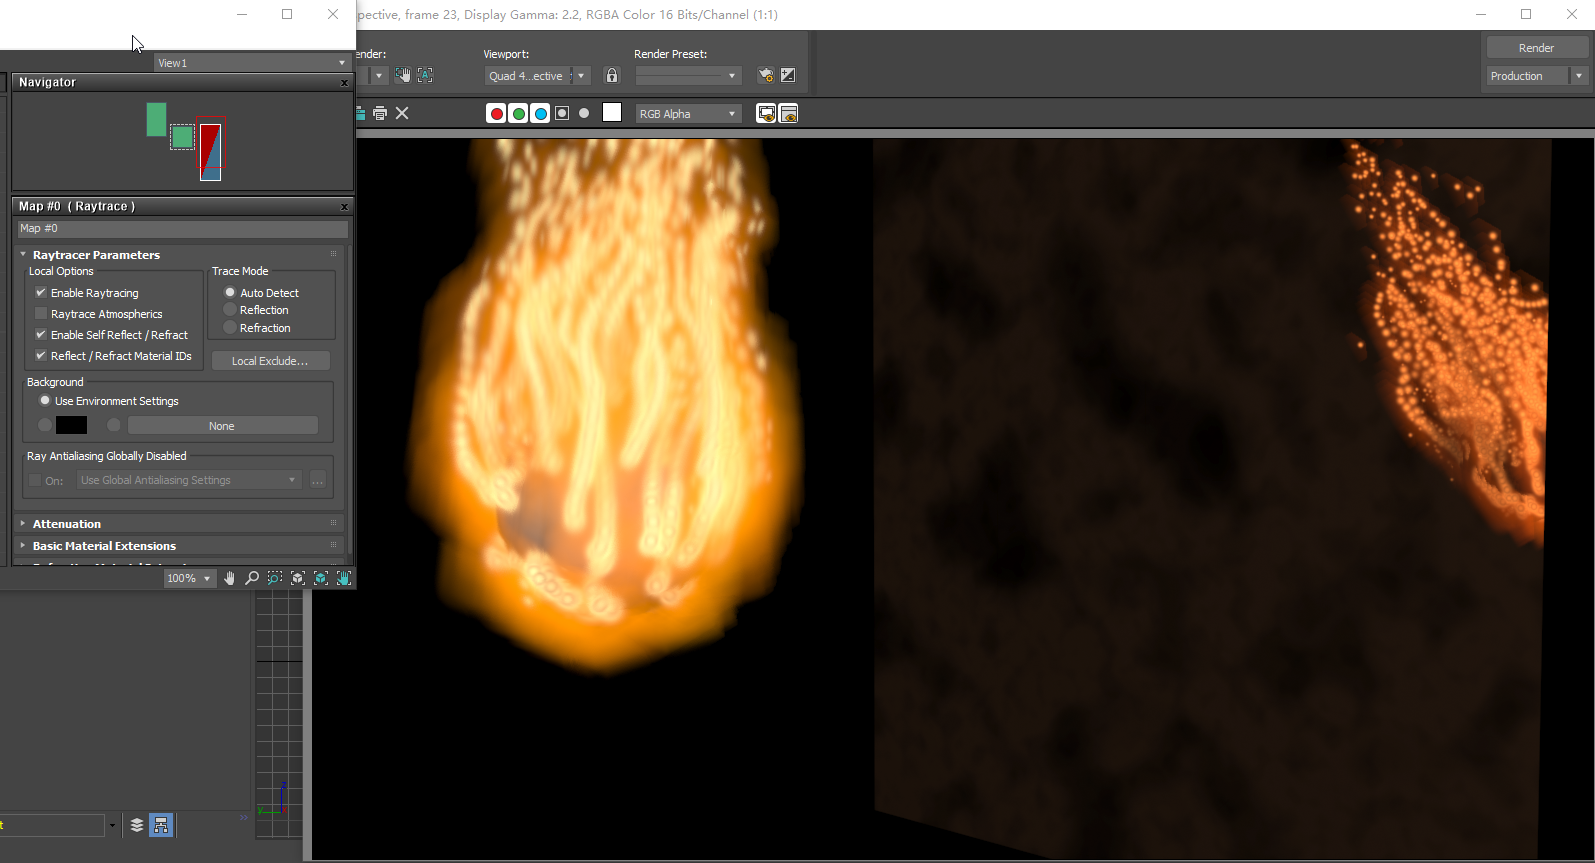 pective, frame 23, Display Gamma: 2.2, RGBA Color 16 Bits/Channel (1:1)
ender:
Viewport:
Render Preset:
Render
View1
Quad 4...ective
Production
Navigator
RGB Alpha
Map #0 ( Raytrace )
Map #0
Raytracer Parameters
Local Options
Trace Mode
Enable Raytracing
Auto Detect
Raytrace Atmospherics
Reflection
Enable Self Reflect / Refract
Refraction
Reflect / Refract Material IDs
Local Exclude...
Background
Use Environment Settings
None
Ray Antialiasing Globally Disabled
On:
Use Global Antialiasing Settings
...
Attenuation
Basic Material Extensions
100%
z
y
t